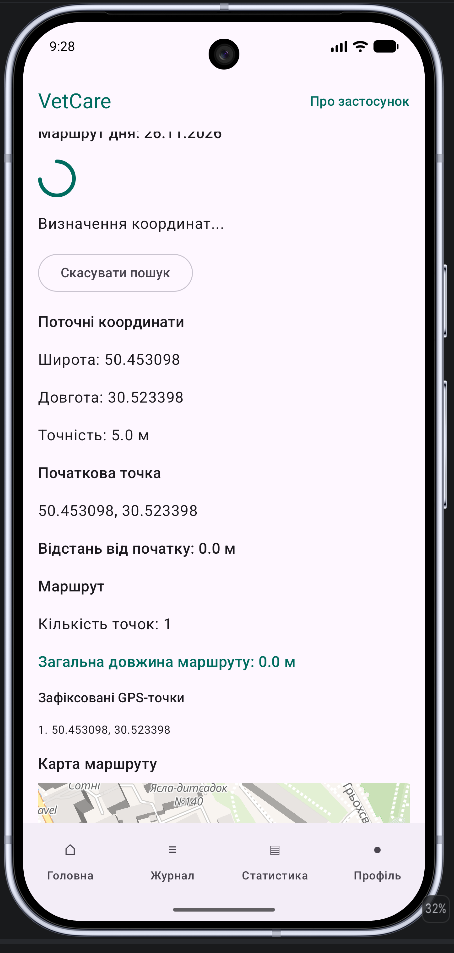 9:28
VetCare
Про застосунок
Маршрут дня: 26.11.2026
Визначення координат...
Скасувати пошук
Поточні координати
Широта: 50.453098
Довгота: 30.523398
Точність: 5.0 м
Початкова точка
50.453098, 30.523398
Відстань від початку: 0.0 м
Маршрут
Кількість точок: 1
Загальна довжина маршруту: 0.0 м
Зафіксовані GPS-точки
1. 50.453098, 30.523398
Карта маршруту
Сотні
Ясла-дитсадок
№140
avel
Грьохсв
Головна
Журнал
Статистика
Профіль
32%